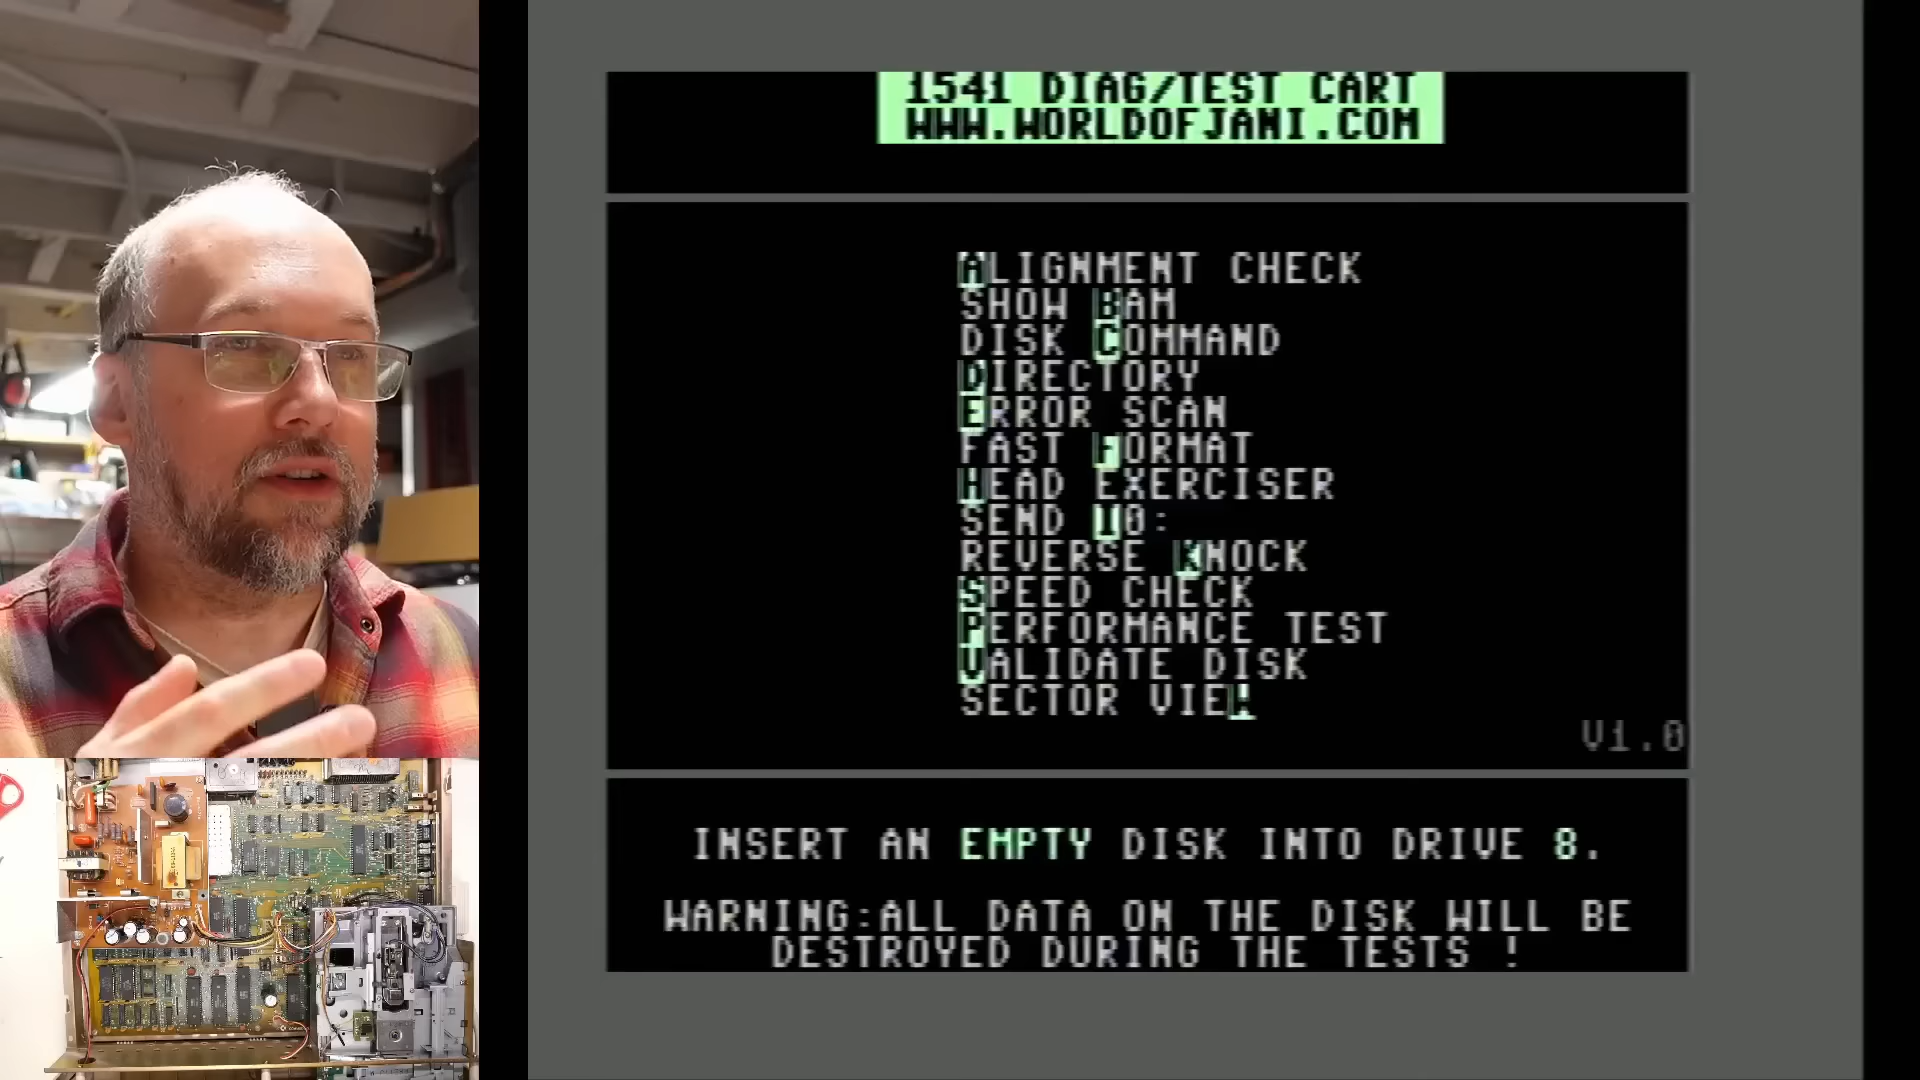 1541 DIAG/TEST CART
WWW.WORLDOFJANI.COM
ALIGNMENT CHECK
SHOW BAM
DISK COMMAND
DIRECTORY
ERROR SCAN
FAST FORMAT
HEAD EXERCISER
SEND I0:
REVERSE KNOCK
SPEED CHECK
PERFORMANCE TEST
VALIDATE DISK
SECTOR VIEW
V1.0
INSERT AN EMPTY DISK INTO DRIVE 8.
WARNING:ALL DATA ON THE DISK WILL BE
DESTROYED DURING THE TESTS !